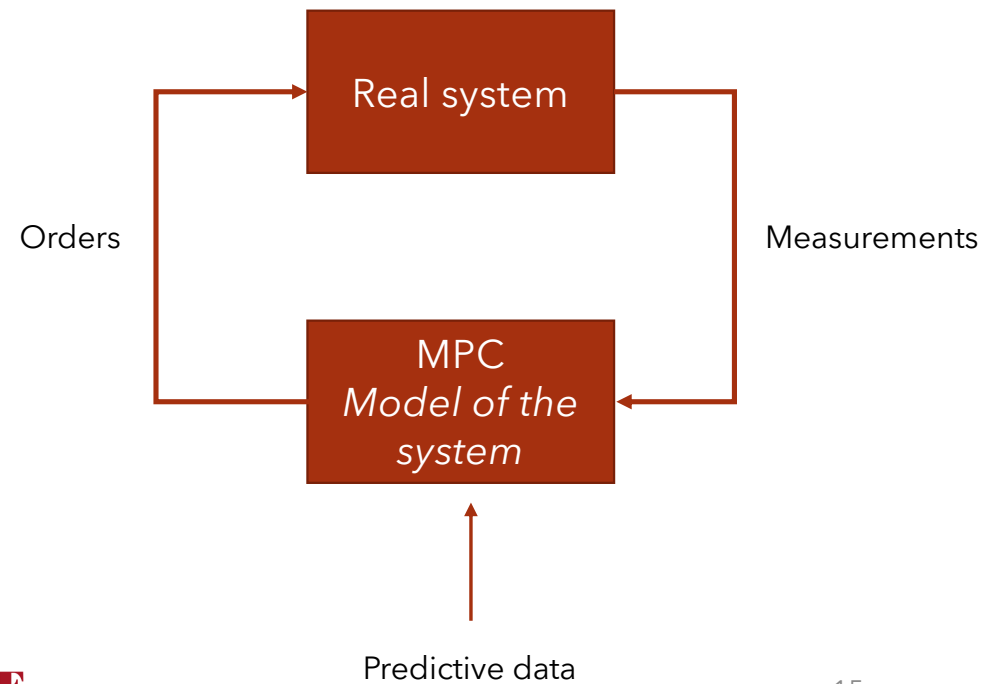 Real system
Orders
Measurements
MPC
Model of the
system
Predictive data